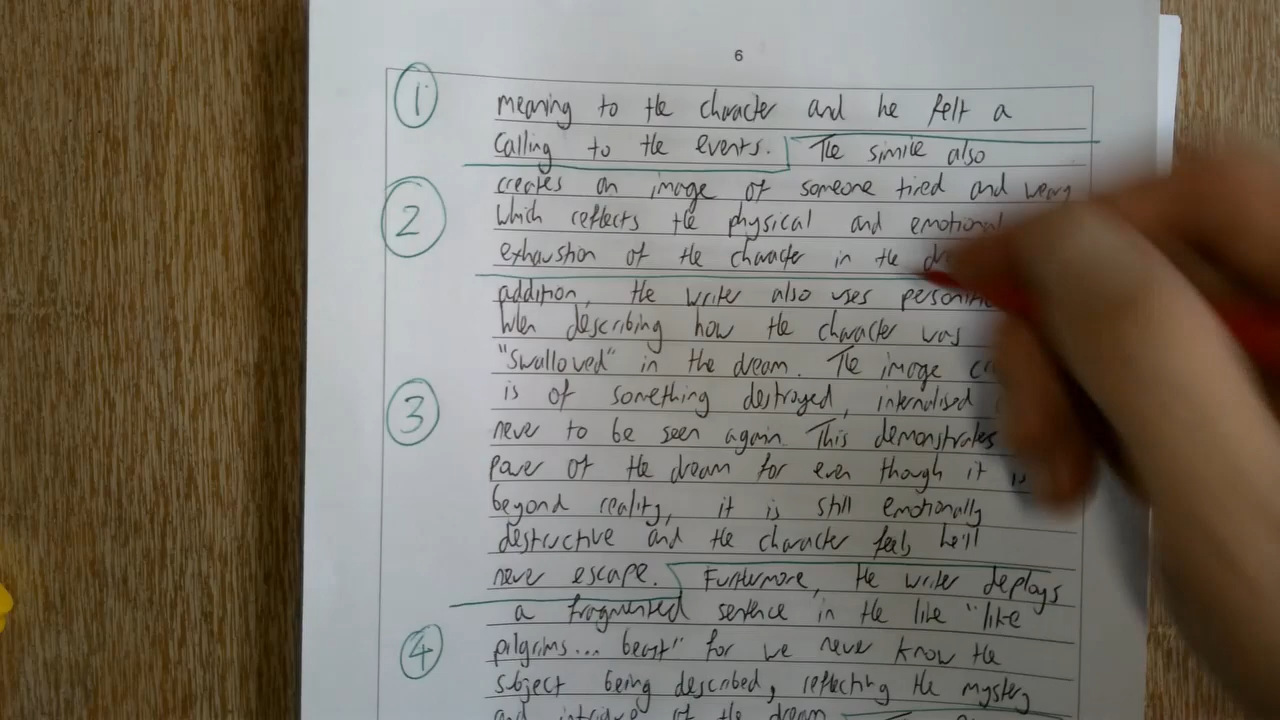 6
1
meaning to the character and he felt a
calling to the events. The simile also
creates an image of someone tired and weary
2
which reflects the physical and emotional
exhaustion of the character in the
addition, the writer also uses
when describing how the character was
"swallowed" in the dream. The image
3
is of something destroyed, internalised
never to be seen again. This demonstrates
power of the dream for even though it is
beyond reality, it is still emotionally
destructive and the character feels he'll
never escape. Furthermore, the writer deploys
a fragmented sentence in the line "like
4
pilgrims... beast" for we never know the
subject being described, reflecting the mystery
and intrigue of the dream.